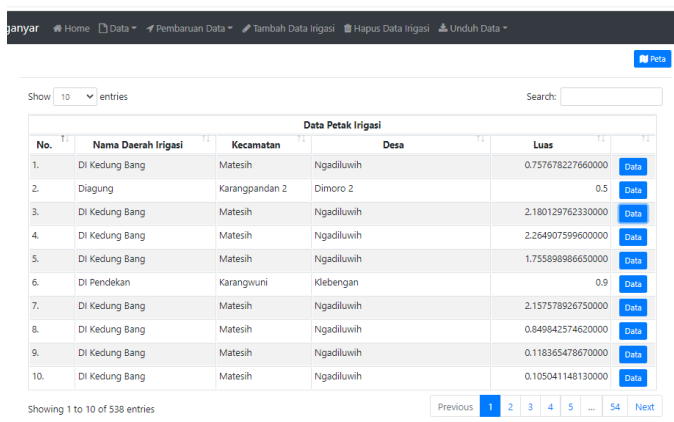 ganyar Home Data Pembaruan Data Tambah Data Irigasi Hapus Data Irigasi Unduh Data
Peta
Show 10 entries Search:
Data Petak Irigasi
No. Nama Daerah Irigasi Kecamatan Desa Luas
1. DI Kedung Bang Matesih Ngadiluwih 0.757678227660000 Data
2. Diagung Karangpandan 2 Dimoro 2 0.5 Data
3. DI Kedung Bang Matesih Ngadiluwih 2.180129762330000 Data
4. DI Kedung Bang Matesih Ngadiluwih 2.264907599600000 Data
5. DI Kedung Bang Matesih Ngadiluwih 1.755898986650000 Data
6. DI Pendekan Karangwuni Klebengan 0.9 Data
7. DI Kedung Bang Matesih Ngadiluwih 2.157578926750000 Data
8. DI Kedung Bang Matesih Ngadiluwih 0.849842574620000 Data
9. DI Kedung Bang Matesih Ngadiluwih 0.118365478670000 Data
10. DI Kedung Bang Matesih Ngadiluwih 0.105041148130000 Data
Showing 1 to 10 of 538 entries Previous 1 2 3 4 5 ... 54 Next